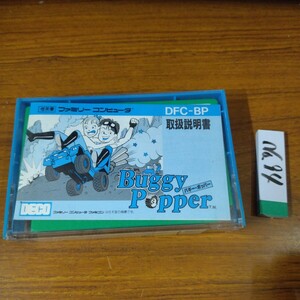 ファミリーコンピュータ
DFC-BP
取扱説明書
Buggy
バギー・ポッパー
Popper
DECO
No.84